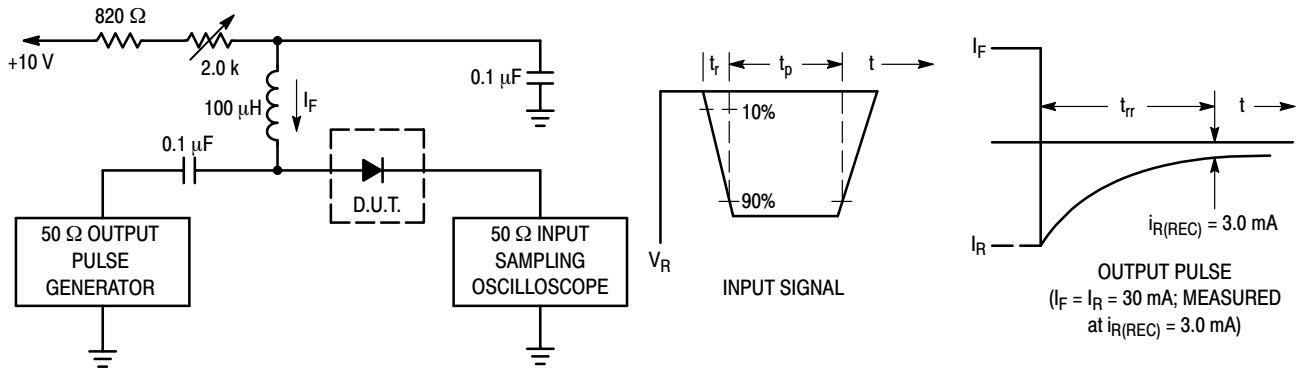 820 Ω
+10 V
2.0 k
100 μH
I_F
0.1 μF
0.1 μF
D.U.T.
50 Ω OUTPUT
PULSE
GENERATOR
50 Ω INPUT
SAMPLING
OSCILLOSCOPE
t_r
t_p
t
10%
90%
V_R
INPUT SIGNAL
I_F
t_rr
t
I_R
i_R(REC) = 3.0 mA
OUTPUT PULSE
(I_F = I_R = 30 mA; MEASURED
at i_R(REC) = 3.0 mA)